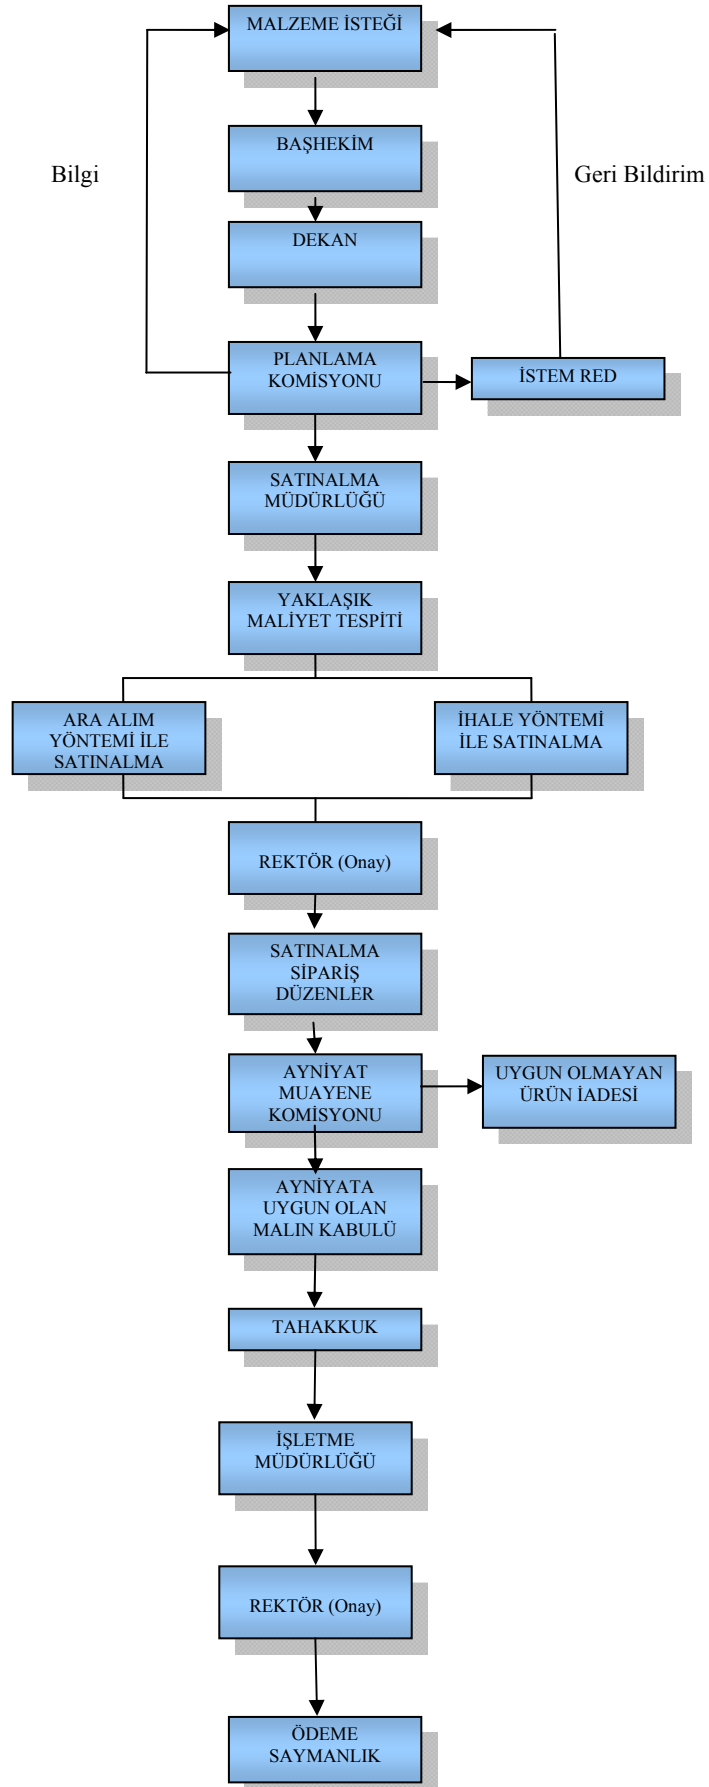 MALZEME İSTEĞİ
BAŞHEKİM
Bilgi
Geri Bildirim
DEKAN
PLANLAMA
KOMİSYONU
İSTEM RED
SATINALMA
MÜDÜRLÜĞÜ
YAKLAŞIK
MALİYET TESPİTİ
ARA ALIM
YÖNTEMİ İLE
SATINALMA
İHALE YÖNTEMİ
İLE SATINALMA
REKTÖR (Onay)
SATINALMA
SİPARİŞ
DÜZENLER
AYNİYAT
MUAYENE
KOMİSYONU
UYGUN OLMAYAN
ÜRÜN İADESİ
AYNİYATA
UYGUN OLAN
MALIN KABULÜ
TAHAKKUK
İŞLETME
MÜDÜRLÜĞÜ
REKTÖR (Onay)
ÖDEME
SAYMANLIK